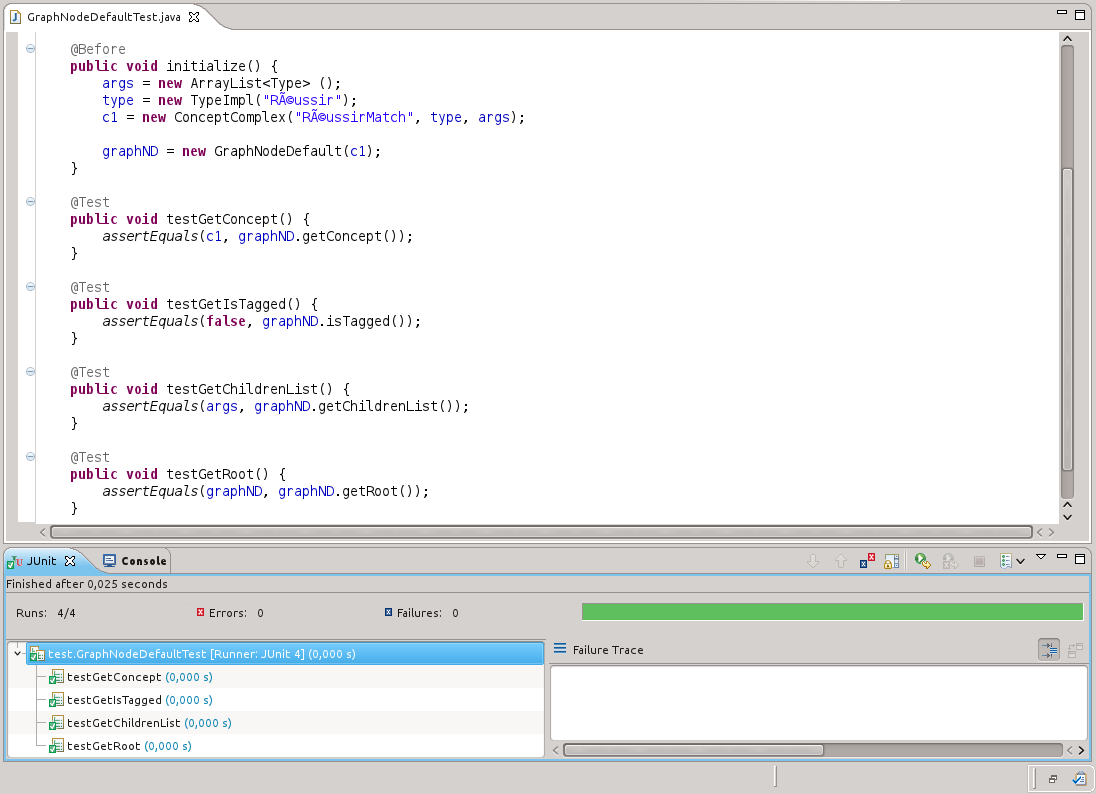 GraphNodeDefaultTest.java
@Before
public void initialize() {
args = new ArrayList<Type> ();
type = new TypeImpl("RÃ©ussir");
c1 = new ConceptComplex("RÃ©ussirMatch", type, args);
graphND = new GraphNodeDefault(c1);
}
@Test
public void testGetConcept() {
assertEquals(c1, graphND.getConcept());
}
@Test
public void testGetIsTagged() {
assertEquals(false, graphND.isTagged());
}
@Test
public void testGetChildrenList() {
assertEquals(args, graphND.getChildrenList());
}
@Test
public void testGetRoot() {
assertEquals(graphND, graphND.getRoot());
}
JUnit Console
Finished after 0,025 seconds
Runs: 4/4 Errors: 0 Failures: 0
test.GraphNodeDefaultTest [Runner: JUnit 4] (0,000 s)
testGetConcept (0,000 s)
testGetIsTagged (0,000 s)
testGetChildrenList (0,000 s)
testGetRoot (0,000 s)
Failure Trace